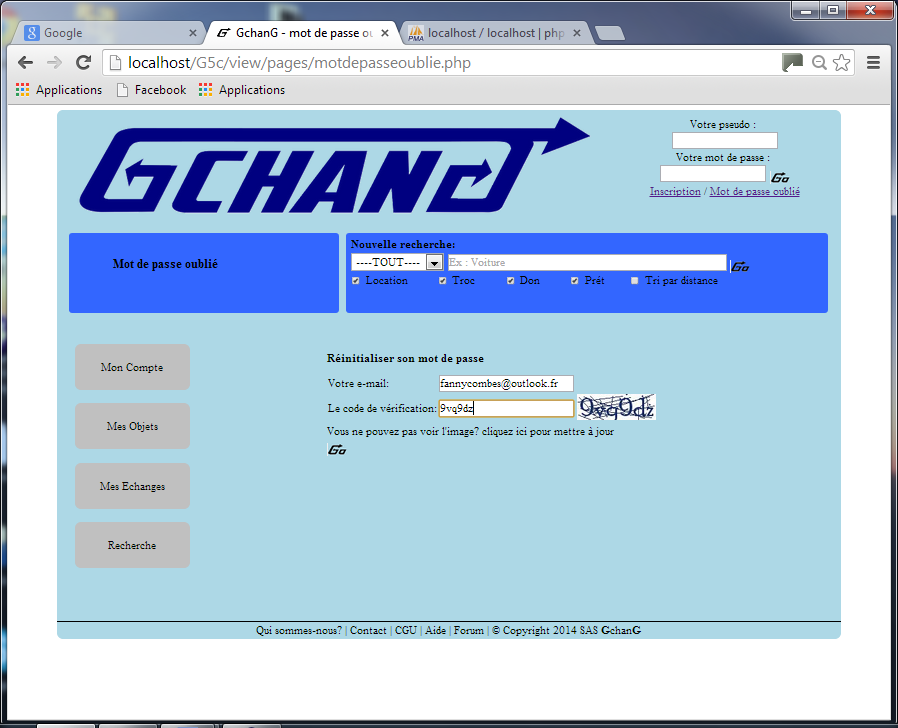 Google
GchanG - mot de passe ou
localhost / localhost | php
localhost/G5c/view/pages/motdepasseoublie.php
Applications Facebook Applications
GCHANG
Votre pseudo :
Votre mot de passe :
Go
Inscription / Mot de passe oublié
Mot de passe oublié
Nouvelle recherche:
----TOUT---- Ex : Voiture Go
Location Troc Don Prêt Tri par distance
Mon Compte
Mes Objets
Mes Echanges
Recherche
Réinitialiser son mot de passe
Votre e-mail: fannycombes@outlook.fr
Le code de vérification: 9vq9dz 9vq9dz
Vous ne pouvez pas voir l'image? cliquez ici pour mettre à jour
Go
Qui sommes-nous? | Contact | CGU | Aide | Forum | © Copyright 2014 SAS GchanG